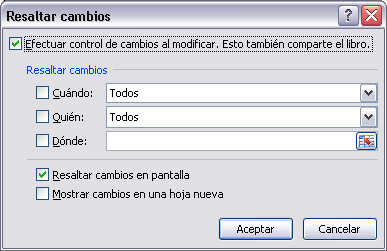 Resaltar cambios
Efectuar control de cambios al modificar. Esto también comparte el libro.
Resaltar cambios
Cuándo: Todos
Quién: Todos
Dónde:
Resaltar cambios en pantalla
Mostrar cambios en una hoja nueva
Aceptar Cancelar